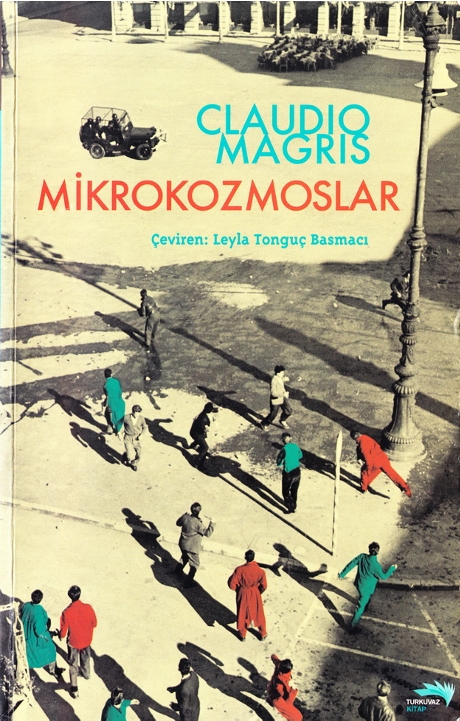 CLAUDIO
MAGRIS
MİKROKOZMOSLAR
Çeviren: Leyla Tonguç Basmacı
TURKUVAZ
KİTAP